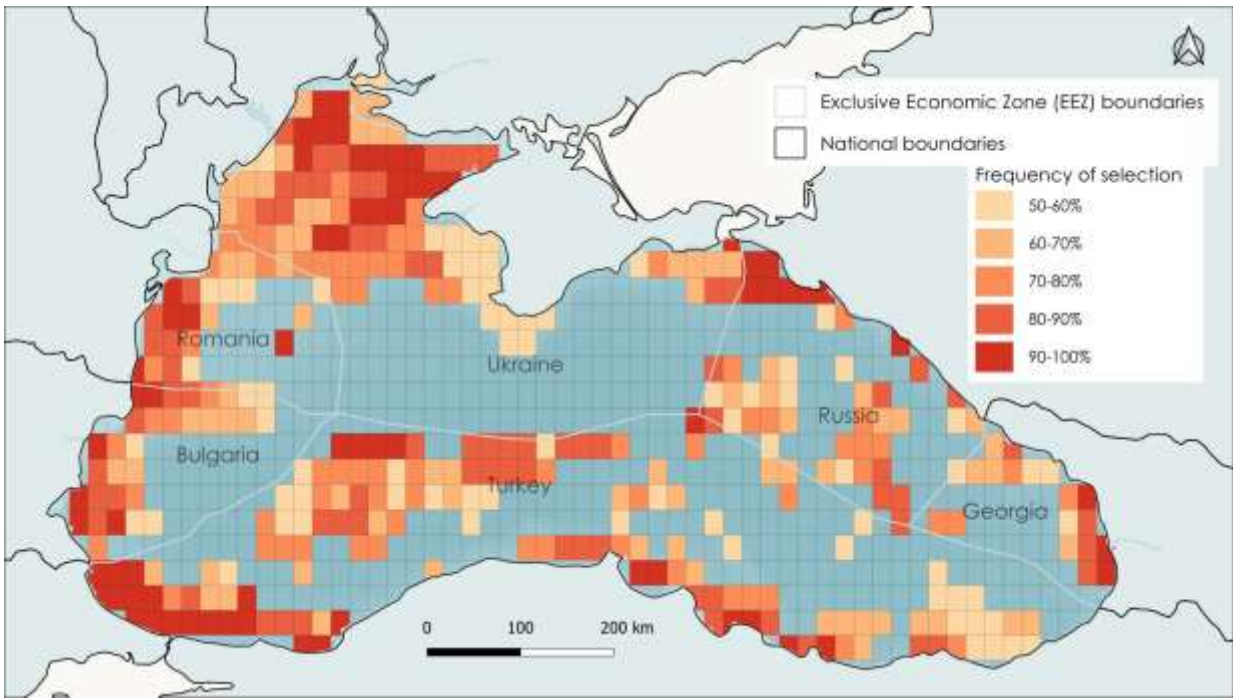 Exclusive Economic Zone (EEZ) boundaries
National boundaries
Frequency of selection
50-60%
60-70%
70-80%
80-90%
90-100%
Romania
Ukraine
Russia
Bulgaria
Turkey
Georgia
0 100 200 km